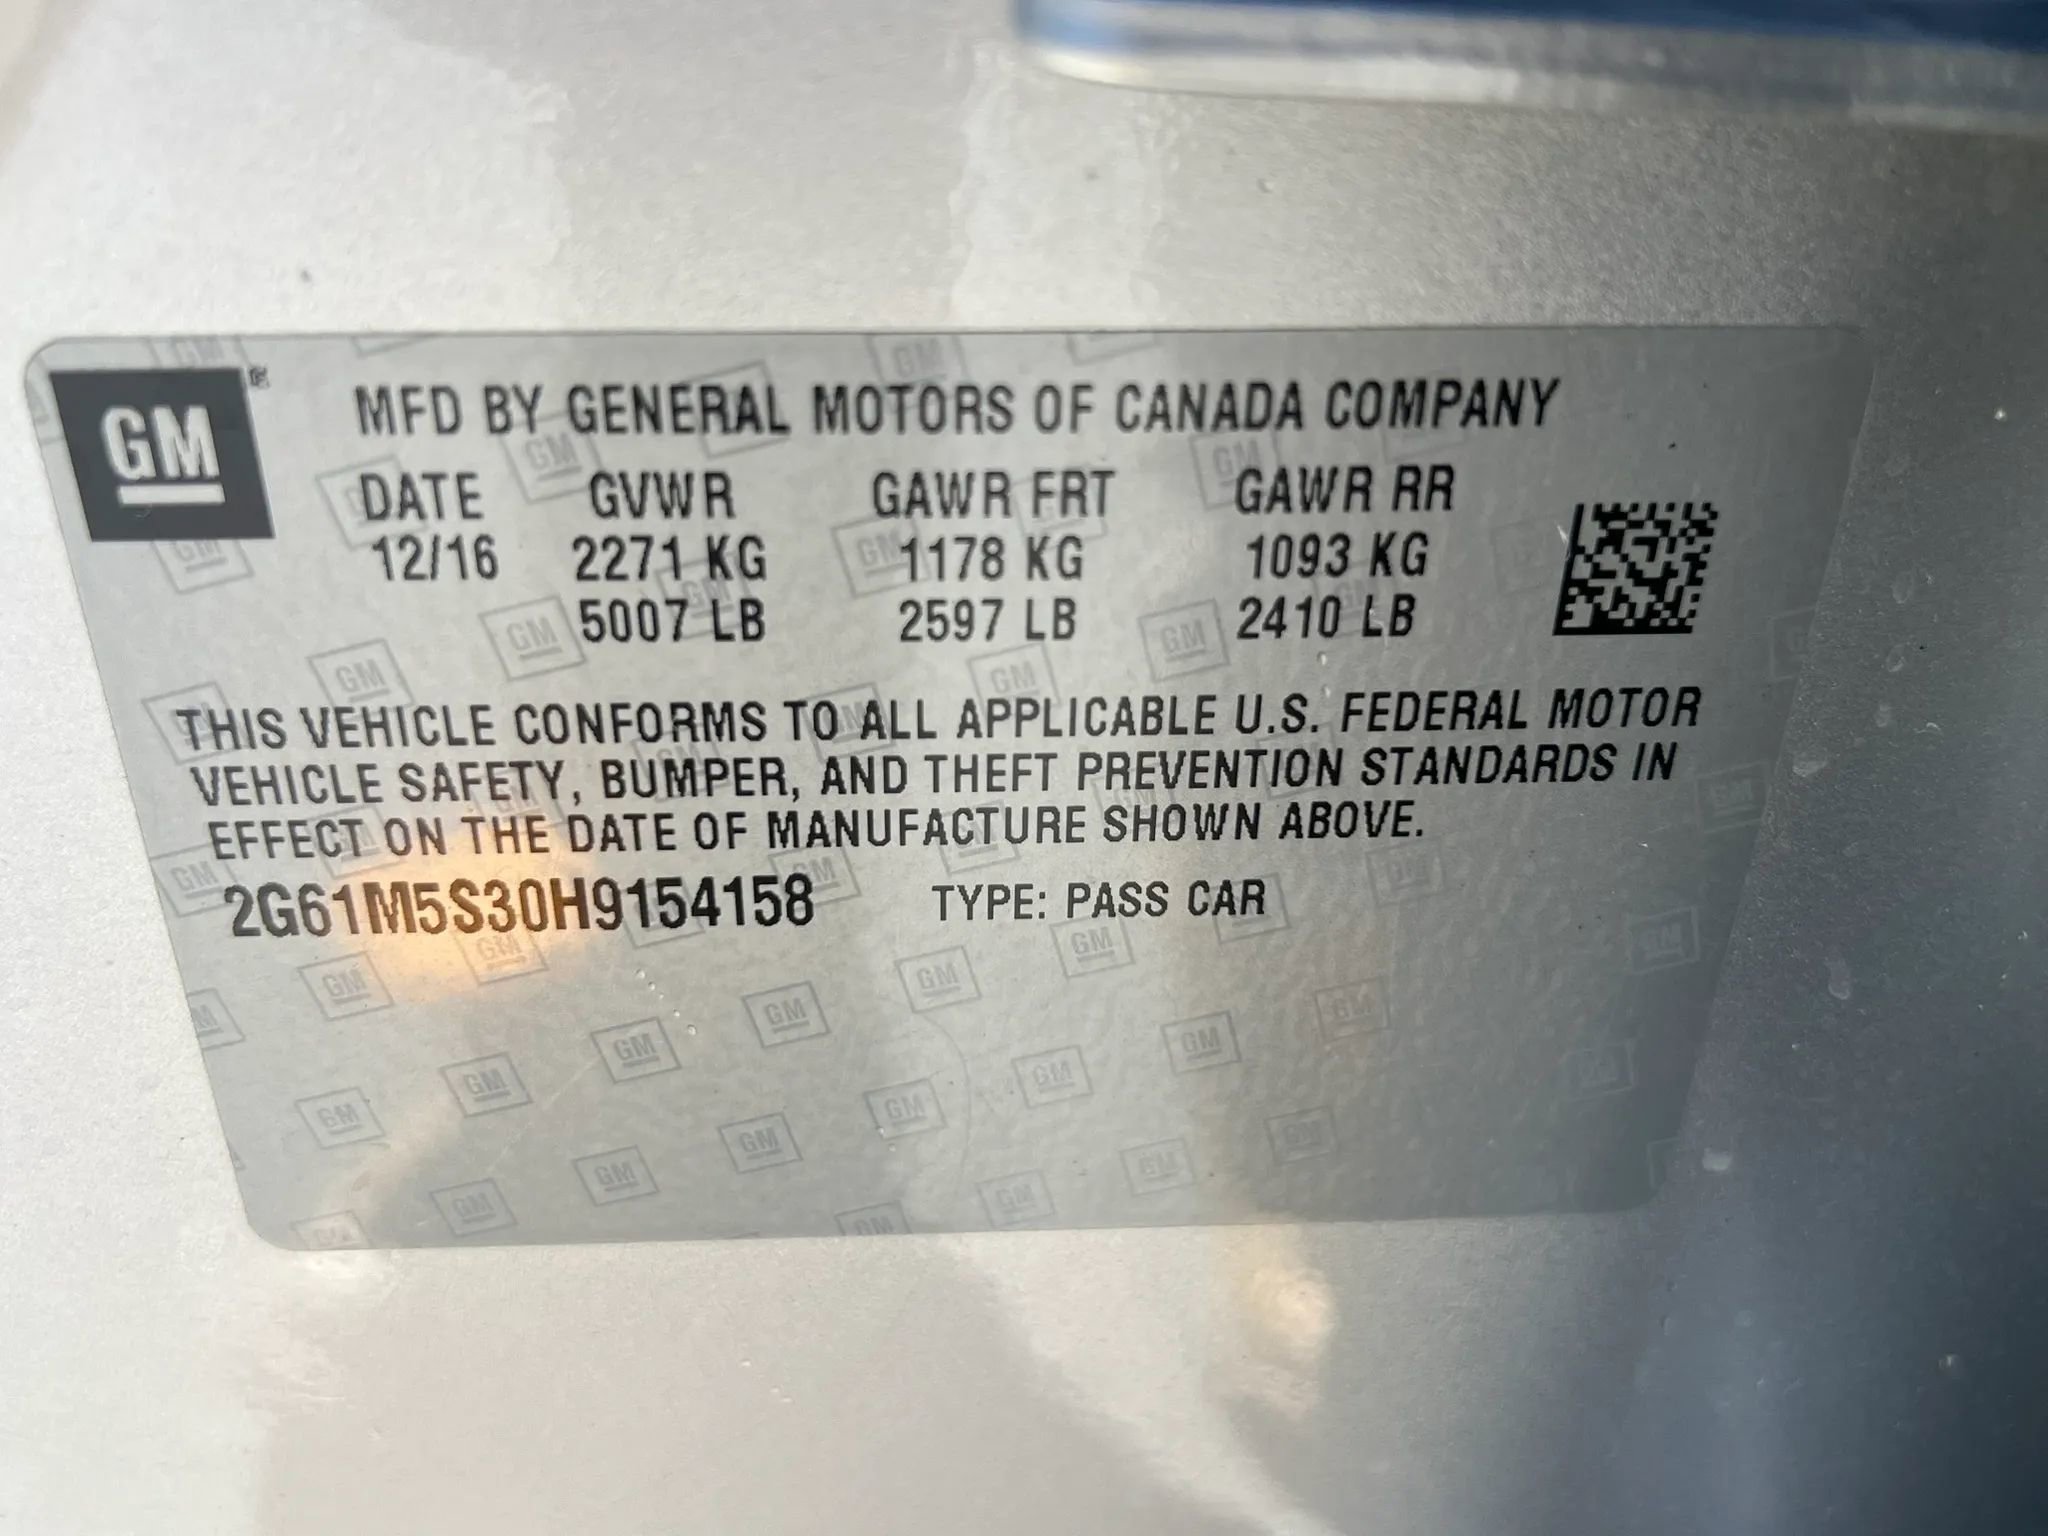 GM
MFD BY GENERAL MOTORS OF CANADA COMPANY
DATE GVWR GAWR FRT GAWR RR
12/16 2271 KG 1178 KG 1093 KG
5007 LB 2597 LB 2410 LB
THIS VEHICLE CONFORMS TO ALL APPLICABLE U.S. FEDERAL MOTOR
VEHICLE SAFETY, BUMPER, AND THEFT PREVENTION STANDARDS IN
EFFECT ON THE DATE OF MANUFACTURE SHOWN ABOVE.
2G61M5S30H9154158 TYPE: PASS CAR